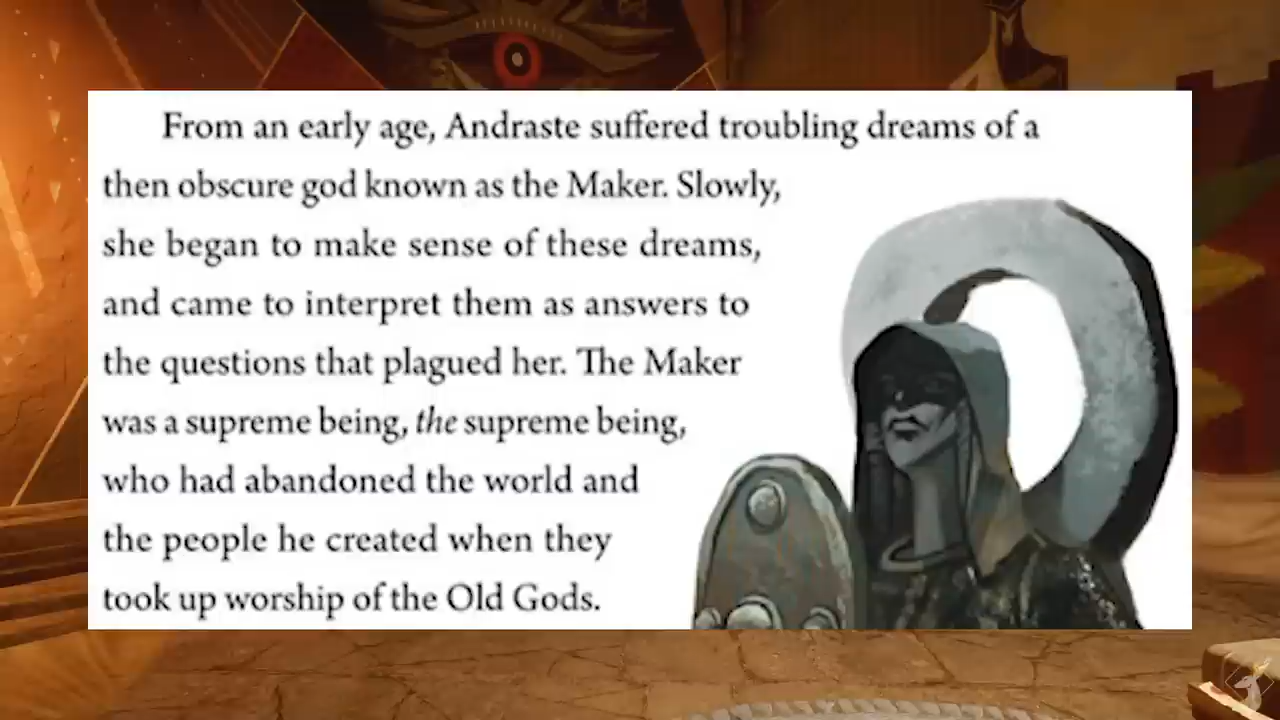 From an early age, Andraste suffered troubling dreams of a
then obscure god known as the Maker. Slowly,
she began to make sense of these dreams,
and came to interpret them as answers to
the questions that plagued her. The Maker
was a supreme being, the supreme being,
who had abandoned the world and
the people he created when they
took up worship of the Old Gods.